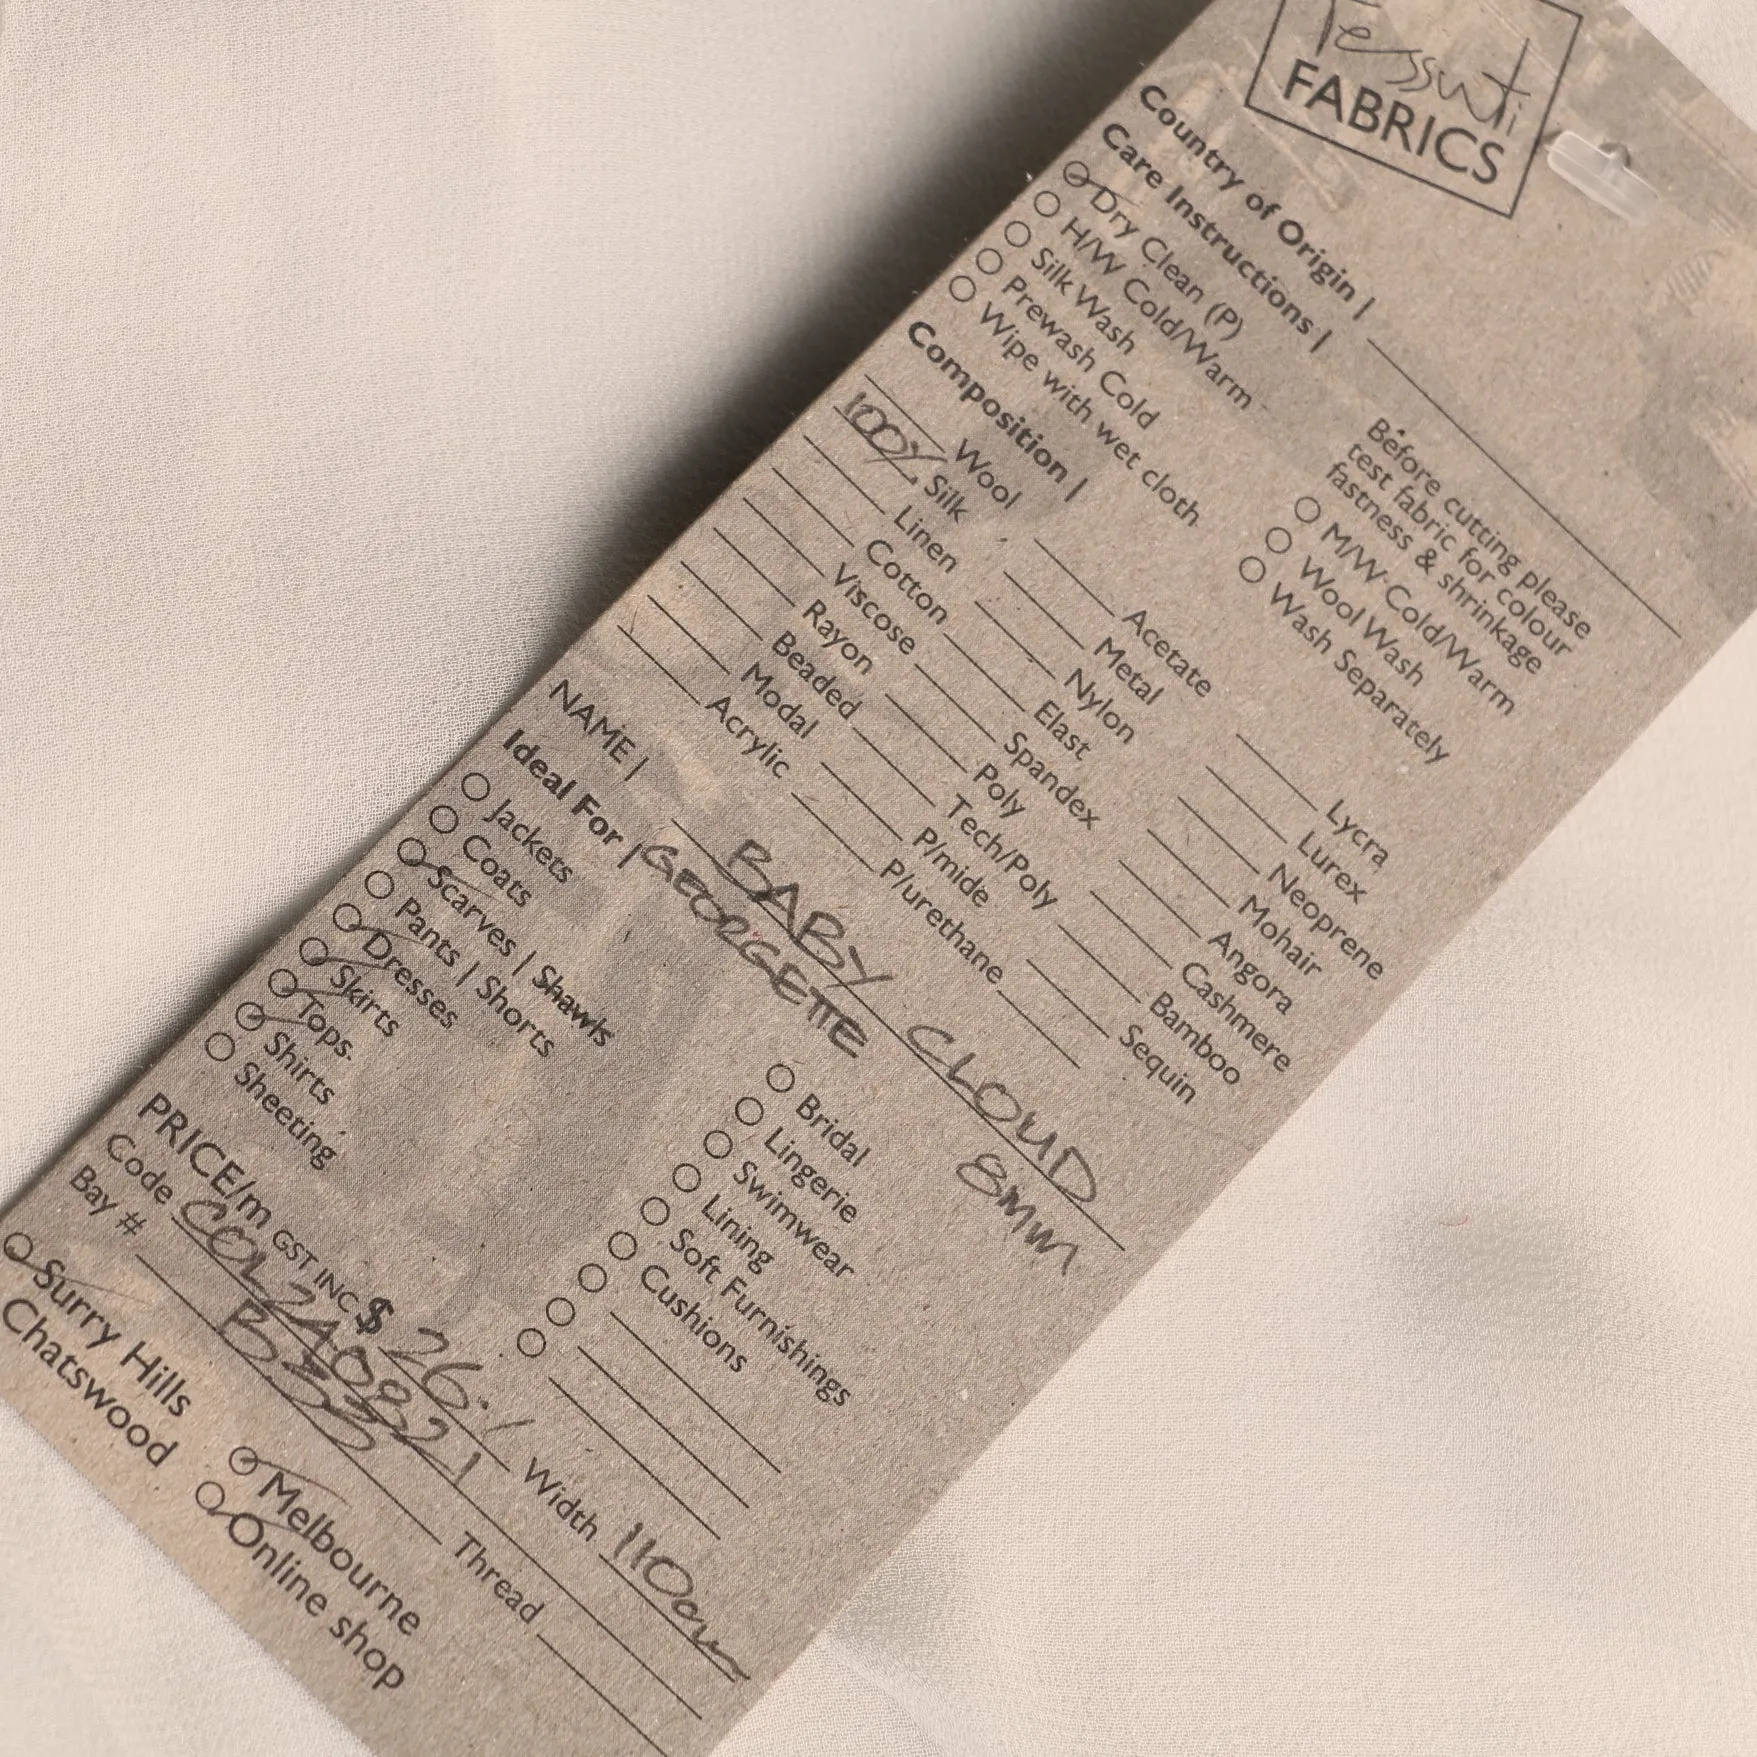 Tessuti
FABRICS
Country of Origin |
Care Instructions |
Dry Clean (P)
H/W Cold/Warm
Silk Wash
Prewash Cold
Wipe with wet cloth
Before cutting please
test fabric for colour
fastness & shrinkage
M/W Cold/Warm
Wool Wash
Wash Separately
Composition |
Wool
100% Silk
Linen
Cotton
Viscose
Rayon
Beaded
Modal
Acrylic
Acetate
Metal
Nylon
Elast
Spandex
Poly
Tech/Poly
P/mide
P/urethane
Lycra
Lurex
Neoprene
Mohair
Angora
Cashmere
Bamboo
Sequin
NAME | BABY CLOUD
GEORGETTE 8MM
Ideal For |
Jackets
Coats
Scarves | Shawls
Pants | Shorts
Dresses
Skirts
Tops
Shirts
Sheeting
Bridal
Lingerie
Swimwear
Lining
Soft Furnishings
Cushions
PRICE/m GST INC $ 26.
Width 110cm
Code COL240821
Bay # B33
Thread
Surry Hills
Chatswood
Melbourne
Online shop